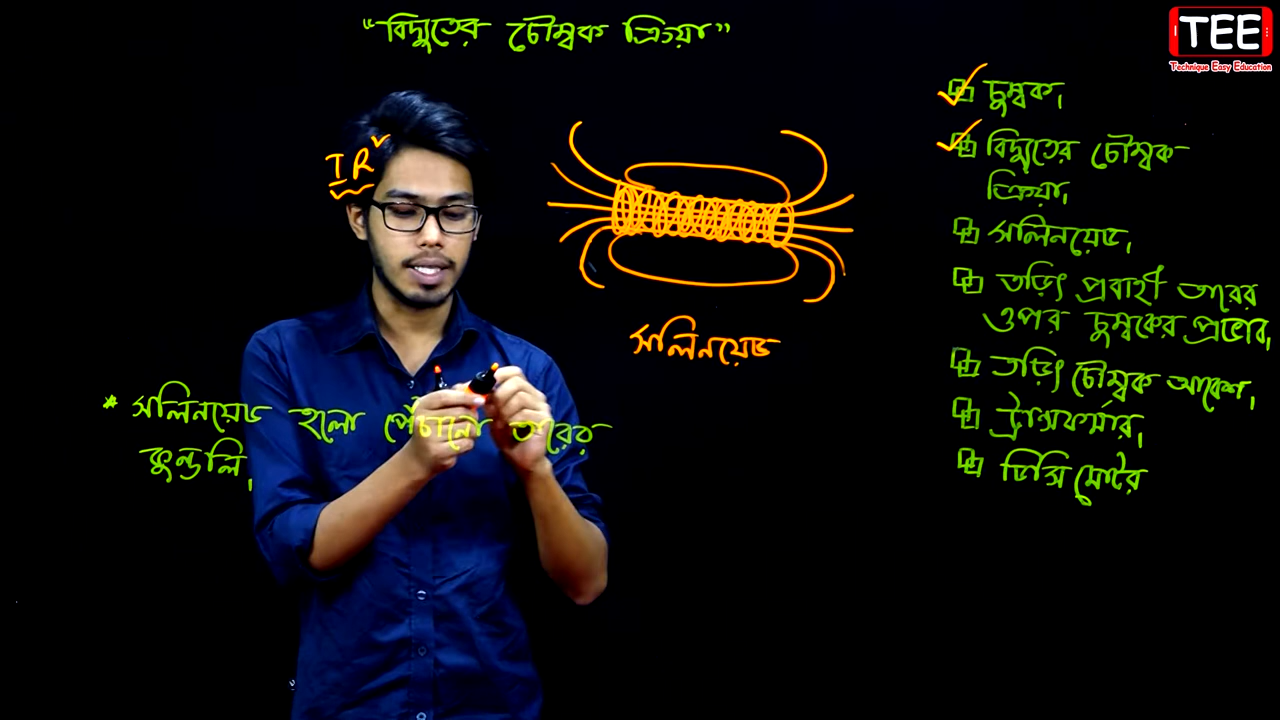 "বিদ্যুতের চৌম্বক ক্রিয়া"
TEE
Technique Easy Education
IR
সলিনয়েড
* সলিনয়েড হলো পেঁচানো তারের
কুন্ডলি।
চুম্বক।
বিদ্যুতের চৌম্বক
ক্রিয়া।
সলিনয়েড।
তড়িৎ প্রবাহী তারের
ওপর চুম্বকের প্রভাব।
তড়িৎ চৌম্বক আবেশ।
ট্রান্সফর্মার।
ডিসি মোটর